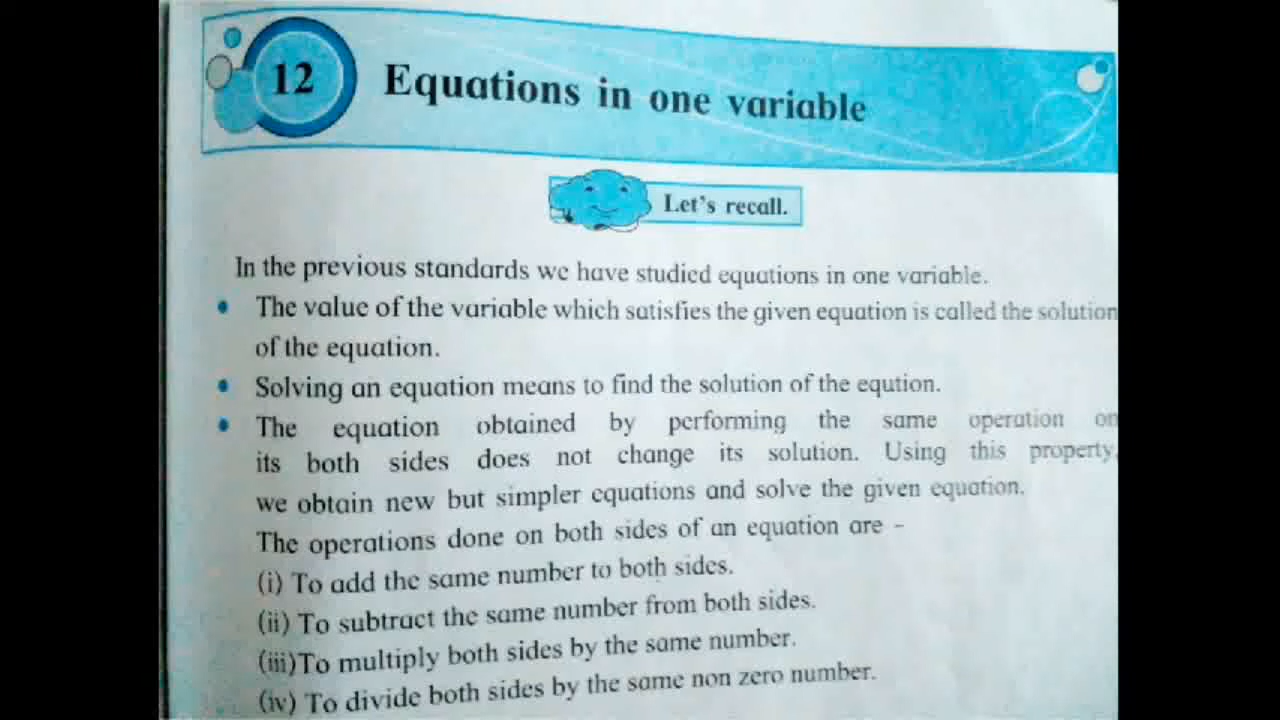 12
Equations in one variable
Let's recall.
In the previous standards we have studied equations in one variable.
• The value of the variable which satisfies the given equation is called the solution
of the equation.
• Solving an equation means to find the solution of the eqution.
• The equation obtained by performing the same operation on
its both sides does not change its solution. Using this property,
we obtain new but simpler equations and solve the given equation.
The operations done on both sides of an equation are -
(i) To add the same number to both sides.
(ii) To subtract the same number from both sides.
(iii)To multiply both sides by the same number.
(iv) To divide both sides by the same non zero number.